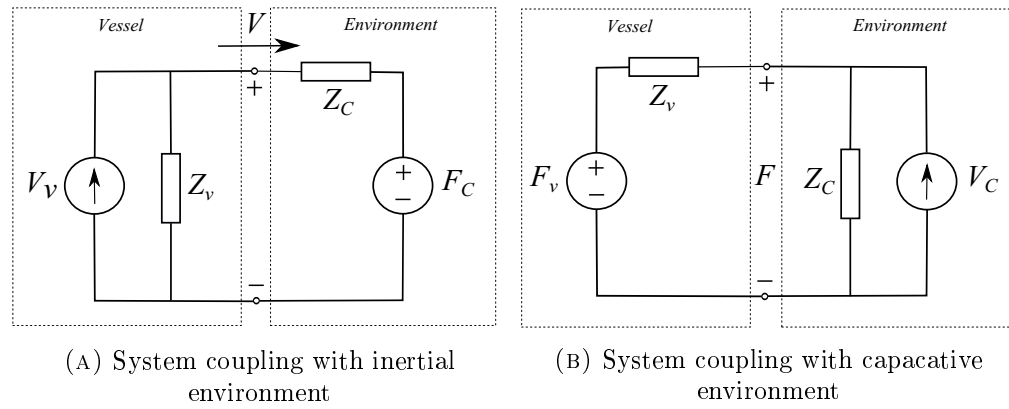 Vessel
V
Environment
+
Z_C
V_v
Z_v
+
−
F_C
−
(A) System coupling with inertial
environment
Vessel
Environment
Z_v
+
F_v
+
−
F
Z_C
V_C
−
(B) System coupling with capacative
environment